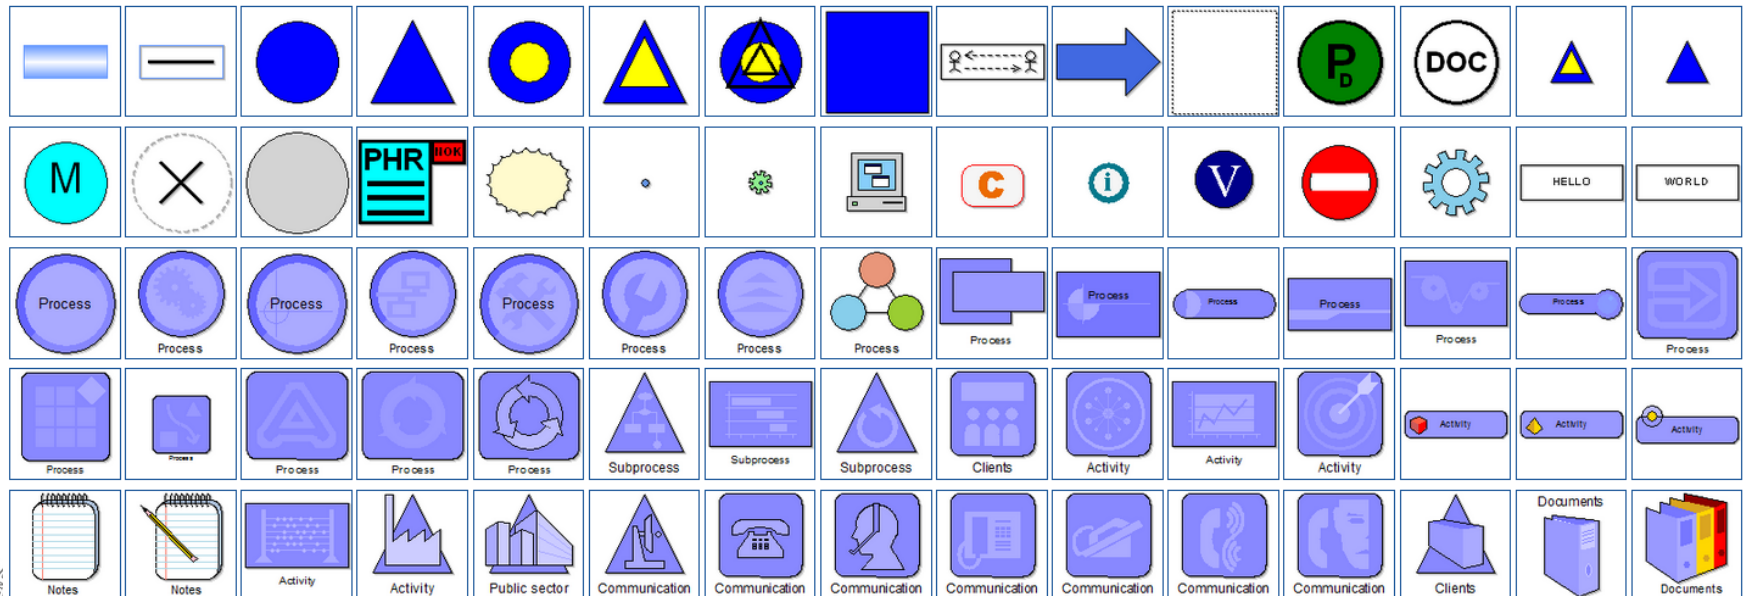 P D DOC
M PHR NOK C i V HELLO WORLD
Process Process Process Process Process Process Process Process Process Process Process Process Process Process Process
Process Process Process Process Process Subprocess Subprocess Subprocess Clients Activity Activity Activity Activity Activity Activity
Notes Notes Activity Activity Public sector Communication Communication Communication Communication Communication Communication Communication Clients Documents Documents